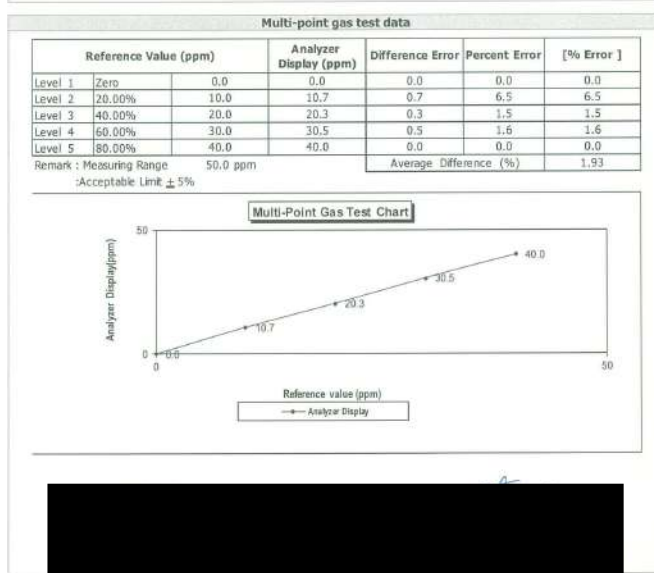 Multi-point gas test data
Reference Value (ppm) Analyzer Display (ppm) Difference Error Percent Error [% Error ]
Level 1 Zero 0.0 0.0 0.0 0.0 0.0
Level 2 20.00% 10.0 10.7 0.7 6.5 6.5
Level 3 40.00% 20.0 20.3 0.3 1.5 1.5
Level 4 60.00% 30.0 30.5 0.5 1.6 1.6
Level 5 80.00% 40.0 40.0 0.0 0.0 0.0
Remark : Measuring Range 50.0 ppm Average Difference (%) 1.93
:Acceptable Limit ± 5%
Multi-Point Gas Test Chart
Analyzer Display(ppm)
50
40.0
30.5
20.3
10.7
0 0.0
0 50
Reference value (ppm)
Analyzer Display